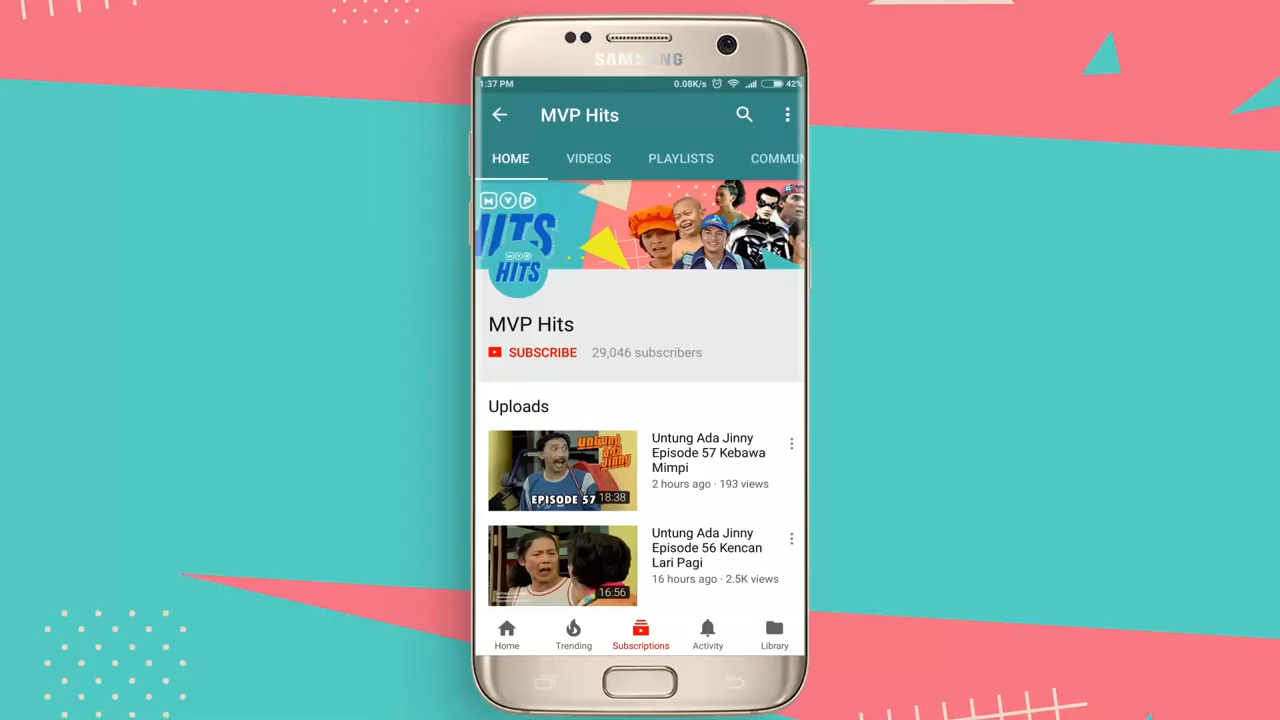 SAMSUNG
1:37 PM
0.08K/s
42%
MVP Hits
HOME
VIDEOS
PLAYLISTS
COMMUN
MVP
HITS
MVP
HITS
MVP Hits
SUBSCRIBE
29,046 subscribers
Uploads
UNTUNG
ADA
JINNY
EPISODE 57
18:38
Untung Ada Jinny
Episode 57 Kebawa
Mimpi
2 hours ago · 193 views
16:56
Untung Ada Jinny
Episode 56 Kencan
Lari Pagi
16 hours ago · 2.5K views
Home
Trending
Subscriptions
Activity
Library